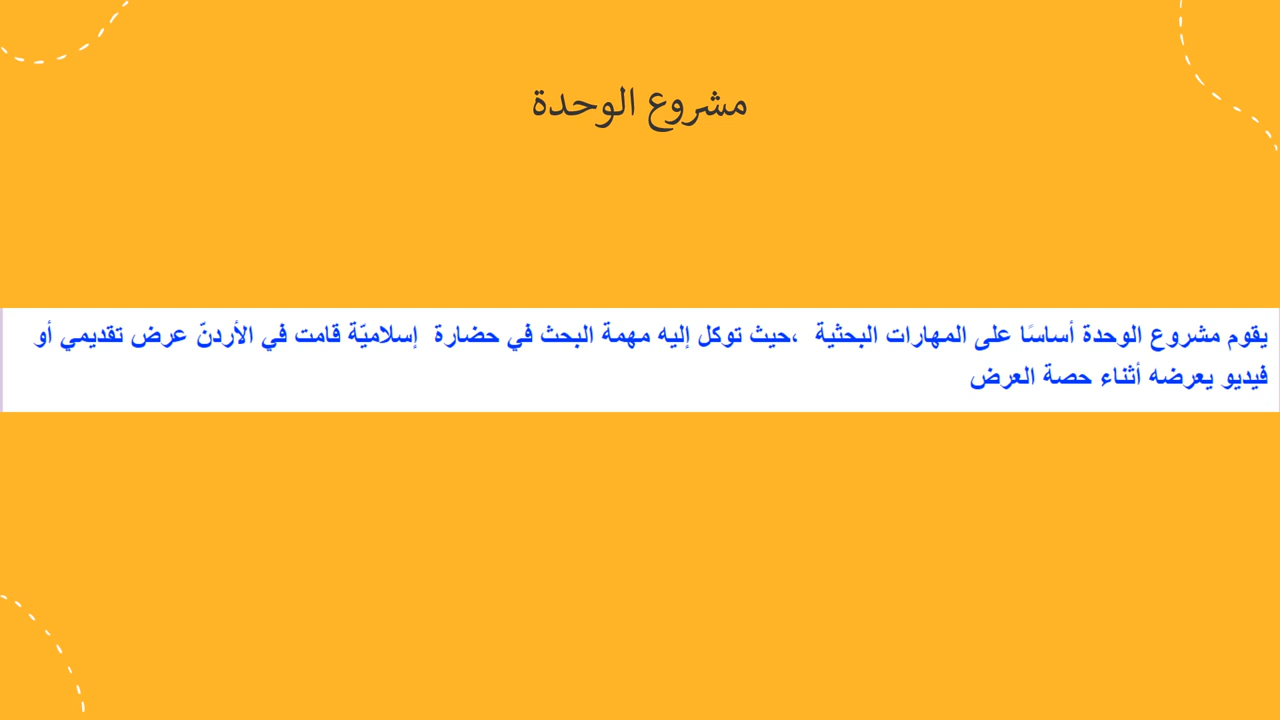 مشروع الوحدة
يقوم مشروع الوحدة أساسًا على المهارات البحثية ،حيث توكل إليه مهمة البحث في حضارة إسلاميّة قامت في الأردنّ عرض تقديمي أو
فيديو يعرضه أثناء حصة العرض